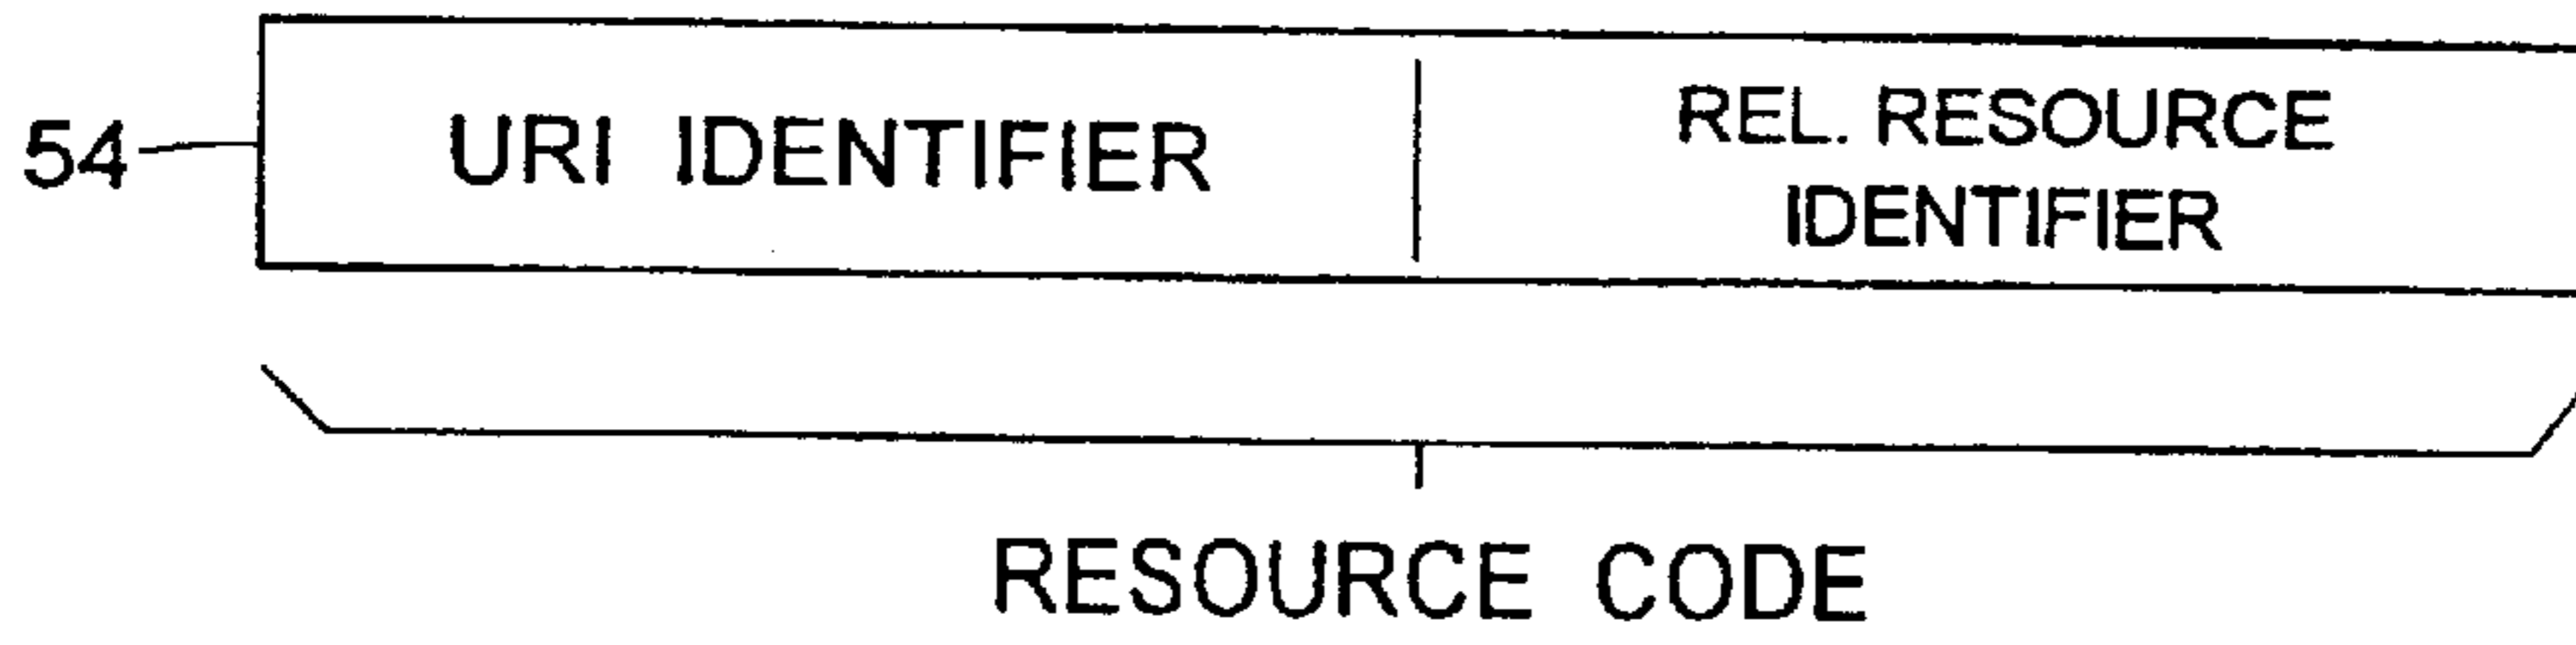 54
URI IDENTIFIER
REL. RESOURCE
IDENTIFIER
RESOURCE CODE